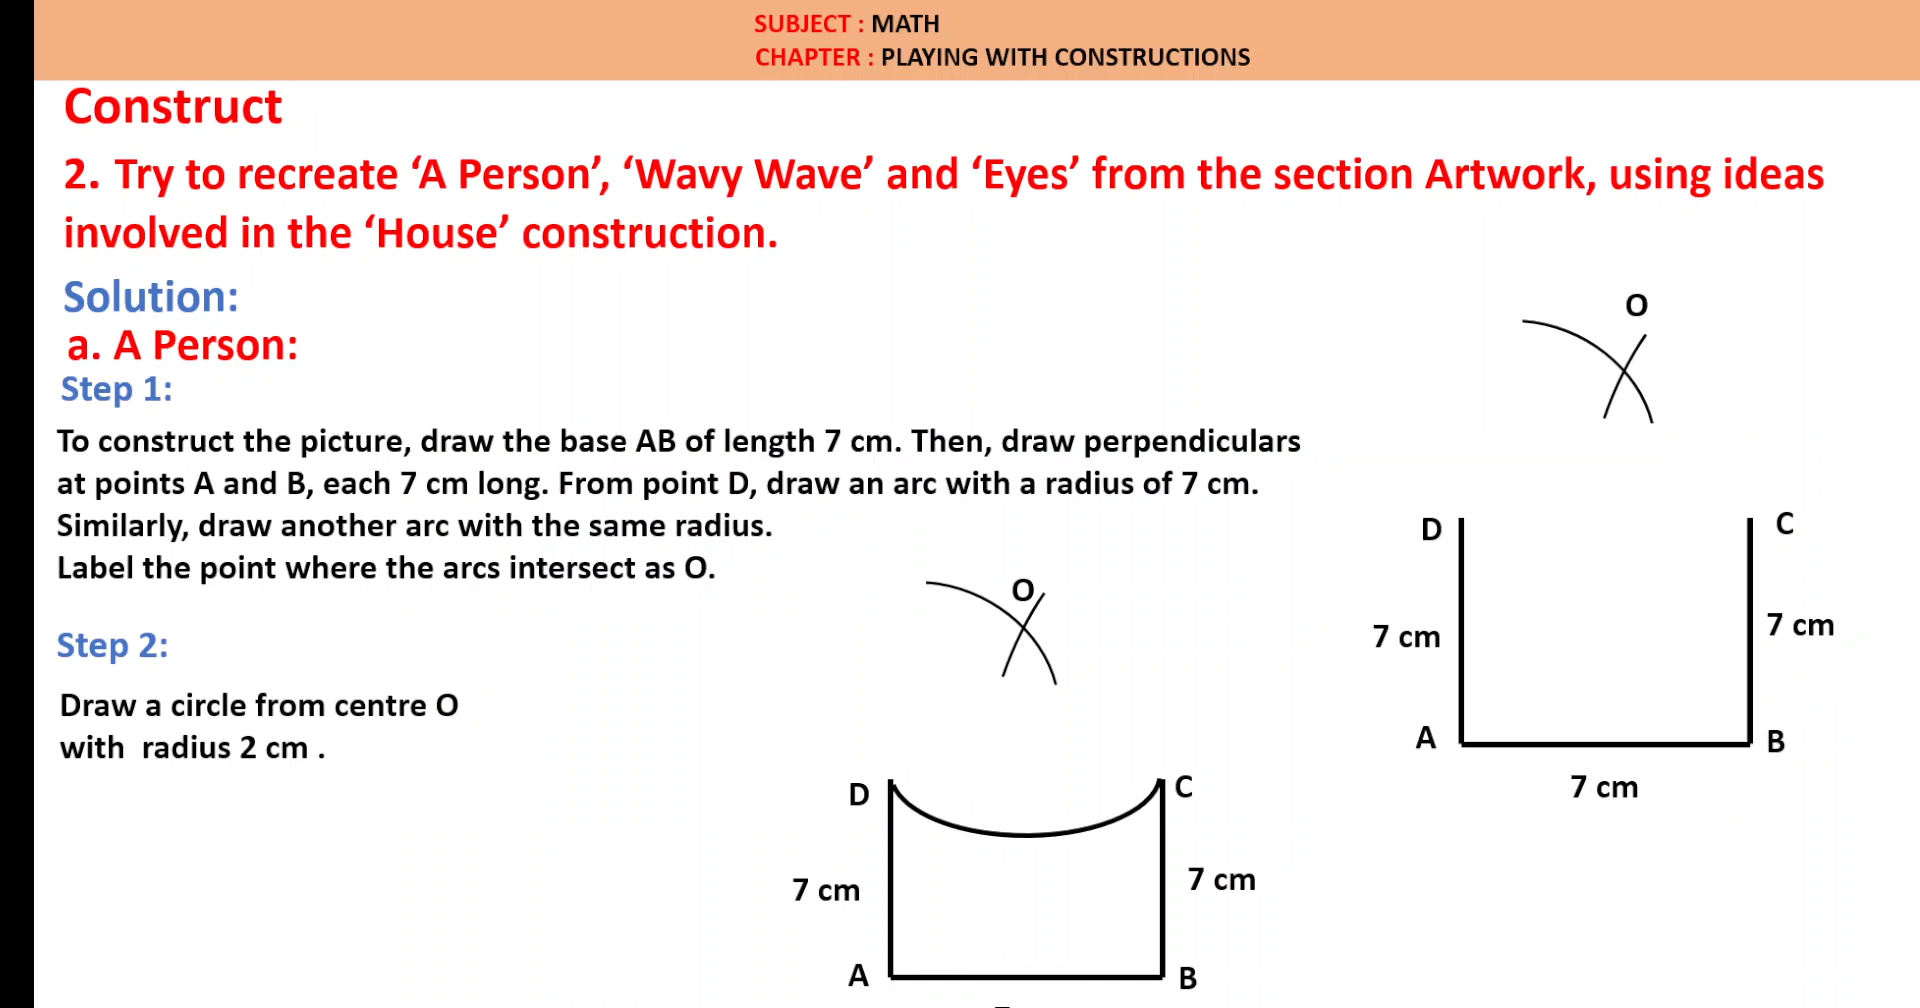 SUBJECT : MATH
CHAPTER : PLAYING WITH CONSTRUCTIONS
Construct
2. Try to recreate ‘A Person’, ‘Wavy Wave’ and ‘Eyes’ from the section Artwork, using ideas
involved in the ‘House’ construction.
Solution:
a. A Person:
Step 1:
To construct the picture, draw the base AB of length 7 cm. Then, draw perpendiculars
at points A and B, each 7 cm long. From point D, draw an arc with a radius of 7 cm.
Similarly, draw another arc with the same radius.
Label the point where the arcs intersect as O.
Step 2:
Draw a circle from centre O
with radius 2 cm .
O
D
C
7 cm
7 cm
A
B
7 cm
O
D
C
7 cm
7 cm
A
B